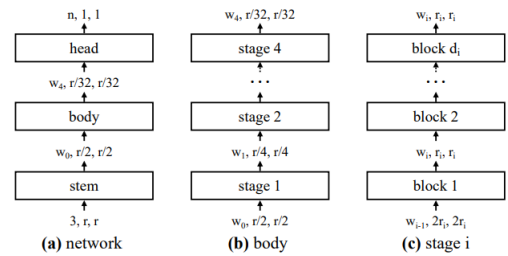 n, 1, 1
head
w₄, r/32, r/32
body
w₀, r/2, r/2
stem
3, r, r
(a) network
w₄, r/32, r/32
stage 4
...
stage 2
w₁, r/4, r/4
stage 1
w₀, r/2, r/2
(b) body
wᵢ, rᵢ, rᵢ
block dᵢ
...
block 2
wᵢ, rᵢ, rᵢ
block 1
wᵢ₋₁, 2rᵢ, 2rᵢ
(c) stage i